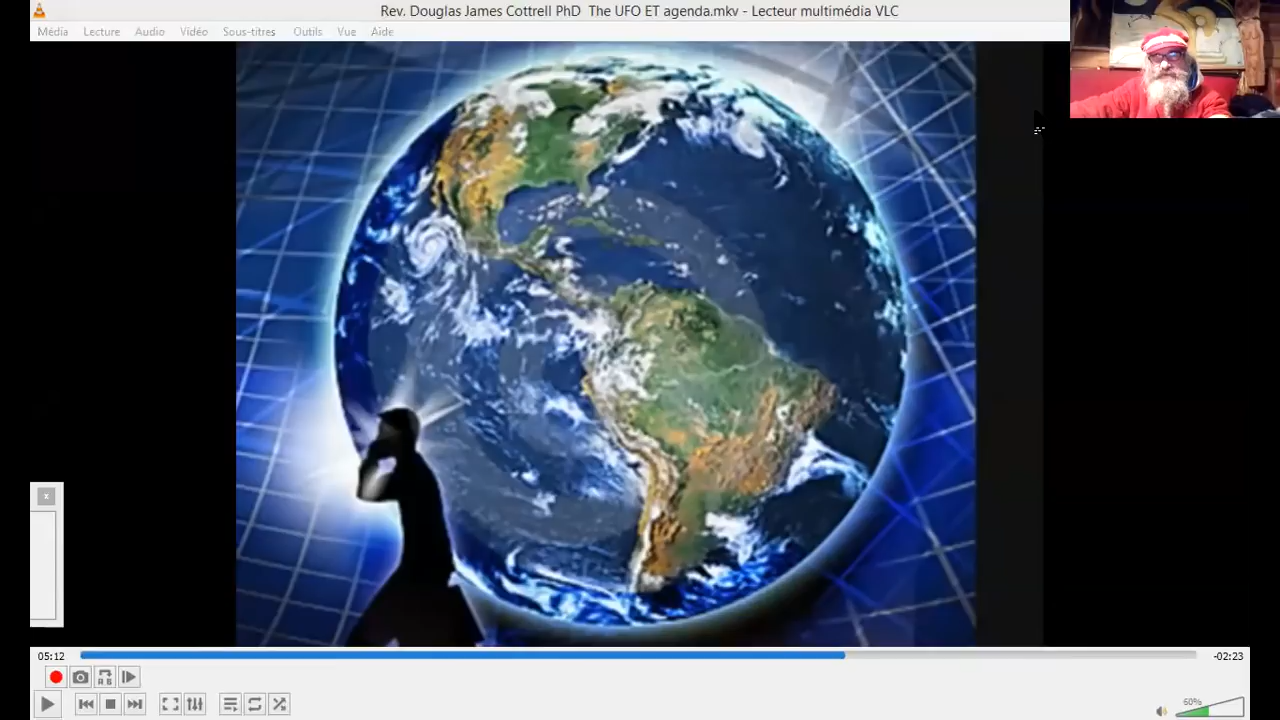 Rev. Douglas James Cottrell PhD  The UFO ET agenda.mkv - Lecteur multimédia VLC
Média Lecture Audio Vidéo Sous-titres Outils Vue Aide
x
05:12
-02:23
A B
60%